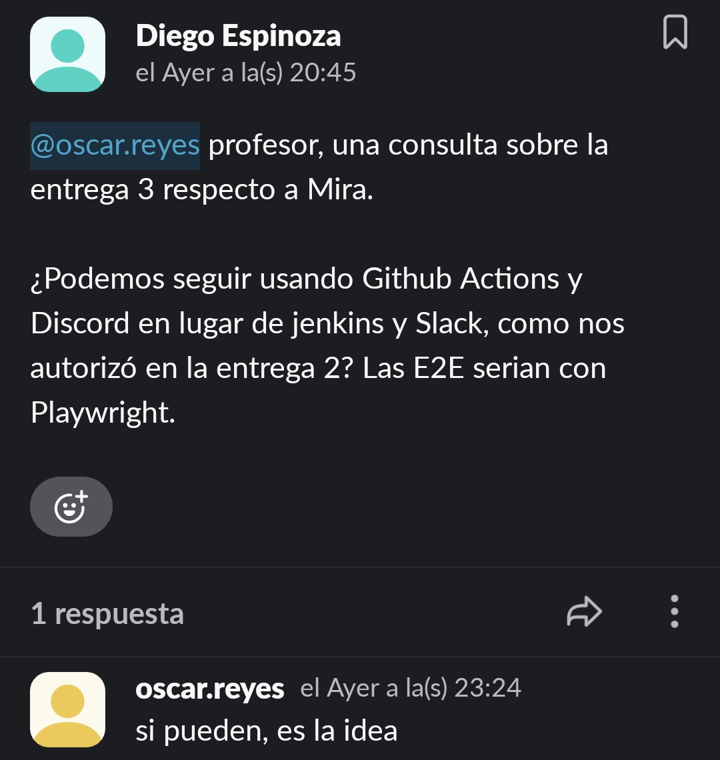 Diego Espinoza
el Ayer a la(s) 20:45
@oscar.reyes profesor, una consulta sobre la
entrega 3 respecto a Mira.
¿Podemos seguir usando Github Actions y
Discord en lugar de jenkins y Slack, como nos
autorizó en la entrega 2? Las E2E serian con
Playwright.
1 respuesta
oscar.reyes el Ayer a la(s) 23:24
si pueden, es la idea